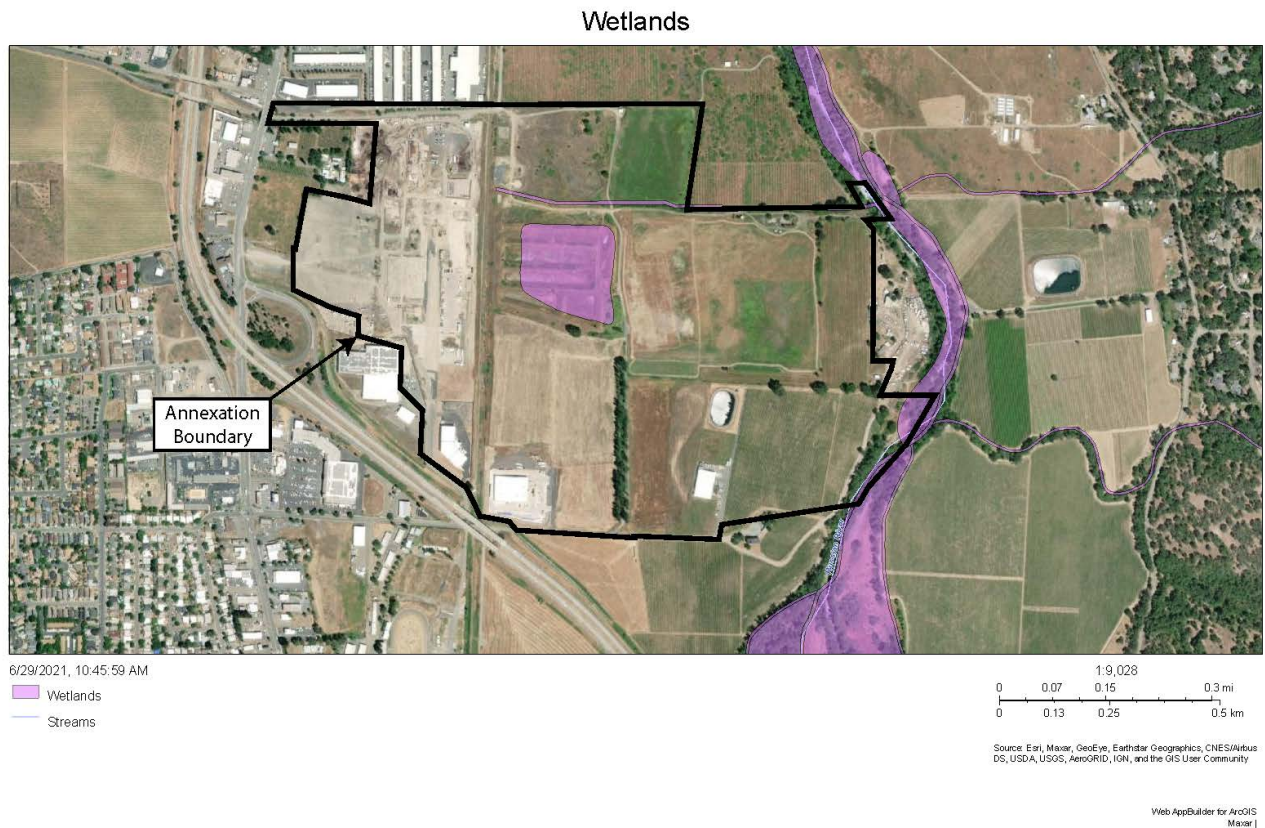 Wetlands
Annexation
Boundary
Russian River
6/29/2021, 10:45:59 AM
Wetlands
Streams
1:9,028
0 0.07 0.15 0.3 mi
0 0.13 0.25 0.5 km
Source: Esri, Maxar, GeoEye, Earthstar Geographics, CNES/Airbus
DS, USDA, USGS, AeroGRID, IGN, and the GIS User Community
Web AppBuilder for ArcGIS
Maxar |